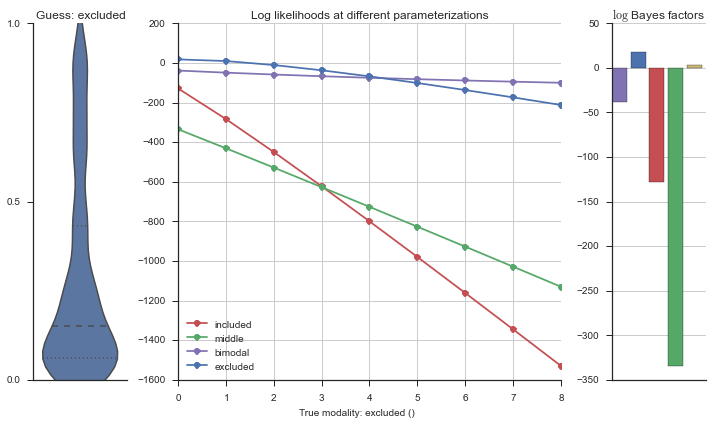 Guess: excluded
1.0
0.5
0.0
Log likelihoods at different parameterizations
200
0
−200
−400
−600
−800
−1000
−1200
−1400
−1600
included
middle
bimodal
excluded
0 1 2 3 4 5 6 7 8
True modality: excluded ()
log Bayes factors
50
0
−50
−100
−150
−200
−250
−300
−350